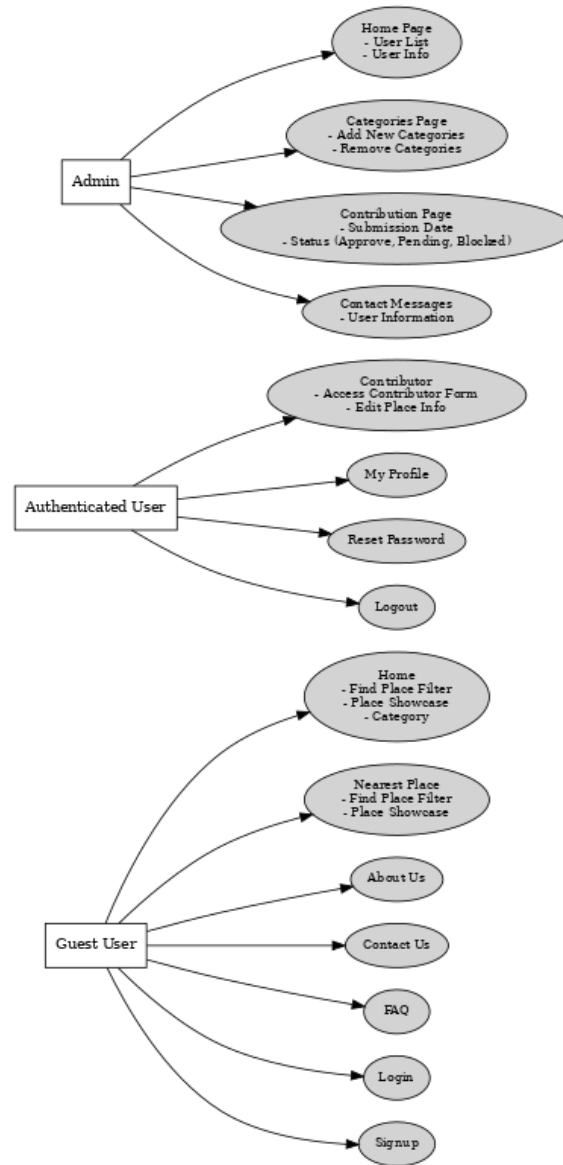 Home Page
- User List
- User Info
Categories Page
- Add New Categories
- Remove Categories
Admin
Contribution Page
- Submission Date
- Status (Approve, Pending, Blocked)
Contact Messages
- User Information
Contributor
- Access Contributor Form
- Edit Place Info
My Profile
Authenticated User
Reset Password
Logout
Home
- Find Place Filter
- Place Showcase
- Category
Nearest Place
- Find Place Filter
- Place Showcase
About Us
Guest User
Contact Us
FAQ
Login
Signup